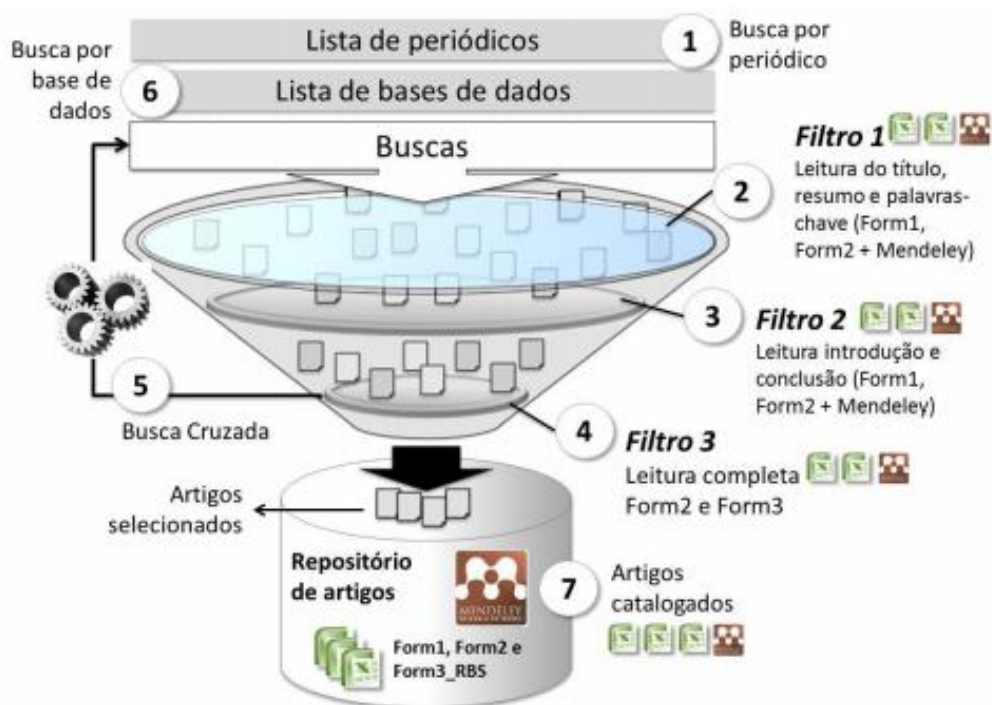 Lista de periódicos
1
Busca por
periódico
Busca por
base de
dados
6
Lista de bases de dados
Buscas
2
Filtro 1
Leitura do título,
resumo e palavras-
chave (Form1,
Form2 + Mendeley)
3
Filtro 2
Leitura introdução e
conclusão (Form1,
Form2 + Mendeley)
5
Busca Cruzada
4
Filtro 3
Leitura completa
Form2 e Form3
Artigos
selecionados
Repositório
de artigos
MENDELEY
7
Artigos
catalogados
Form1, Form2 e
Form3_RBS